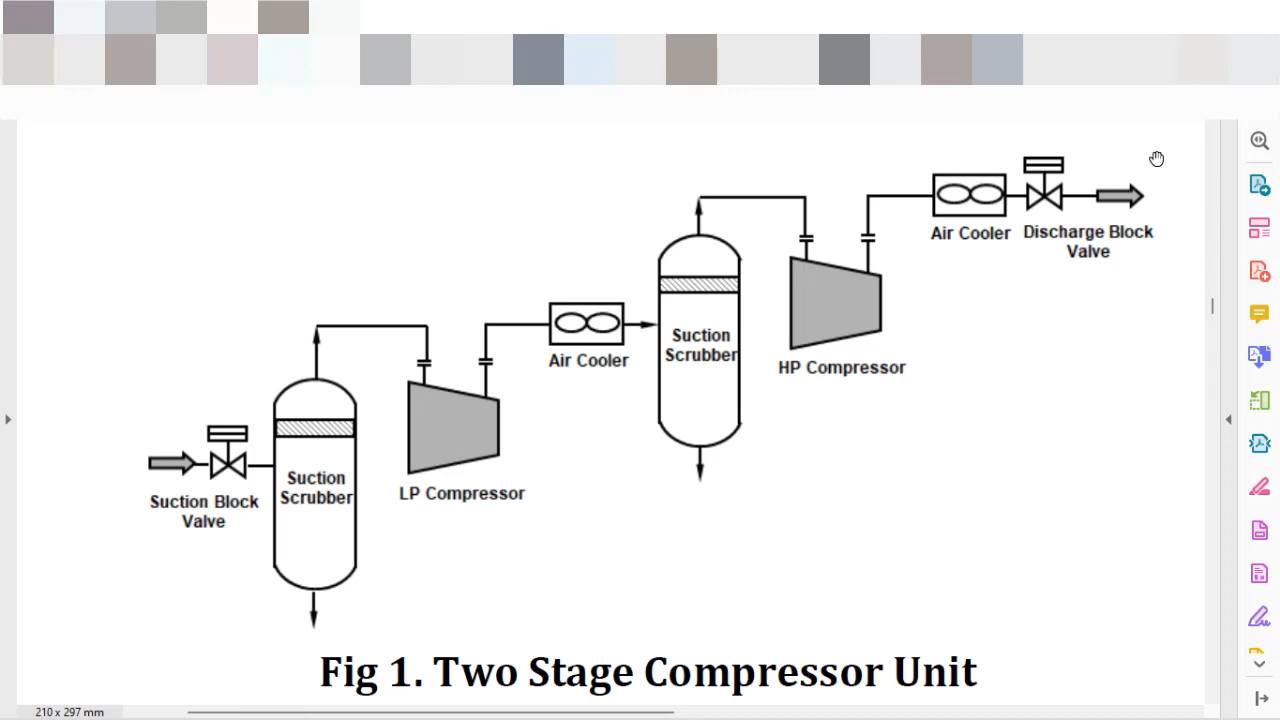 Air Cooler
Discharge Block
Valve
Suction
Scrubber
Air Cooler
HP Compressor
Suction
Scrubber
LP Compressor
Suction Block
Valve
Fig 1. Two Stage Compressor Unit
210 x 297 mm